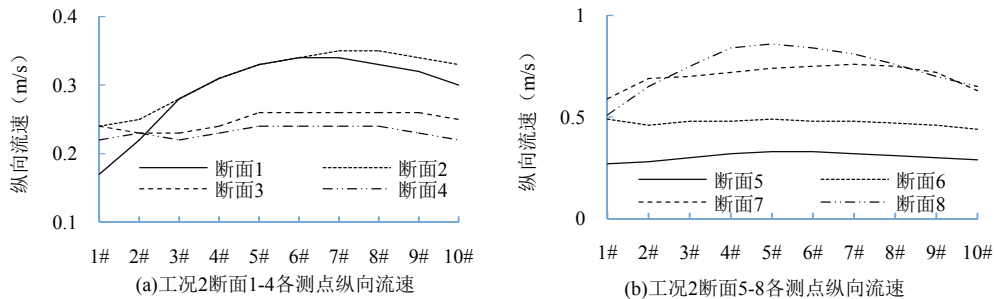 纵向流速（m/s）
0.4
0.3
0.2
0.1
断面1 断面2
断面3 断面4
1# 2# 3# 4# 5# 6# 7# 8# 9# 10#
(a)工况2断面1-4各测点纵向流速
纵向流速（m/s）
1
0.5
0
断面5 断面6
断面7 断面8
1# 2# 3# 4# 5# 6# 7# 8# 9# 10#
(b)工况2断面5-8各测点纵向流速